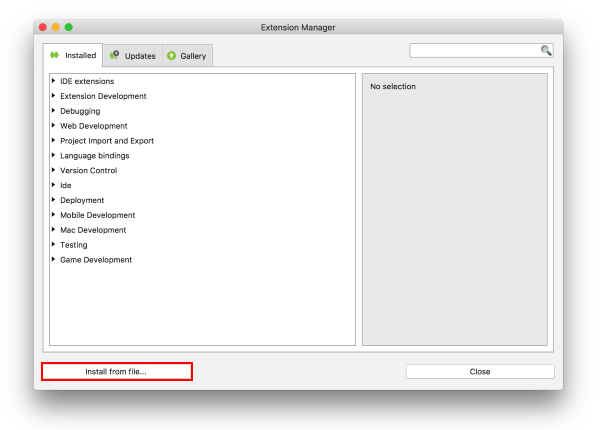 Extension Manager
Installed
Updates
Gallery
IDE extensions
Extension Development
Debugging
Web Development
Project Import and Export
Language bindings
Version Control
Ide
Deployment
Mobile Development
Mac Development
Testing
Game Development
No selection
Install from file...
Close